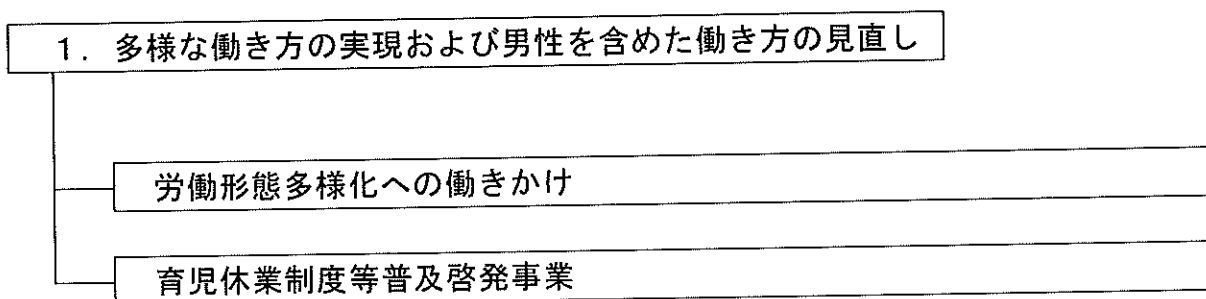 1．多様な働き方の実現および男性を含めた働き方の見直し
労働形態多様化への働きかけ
育児休業制度等普及啓発事業